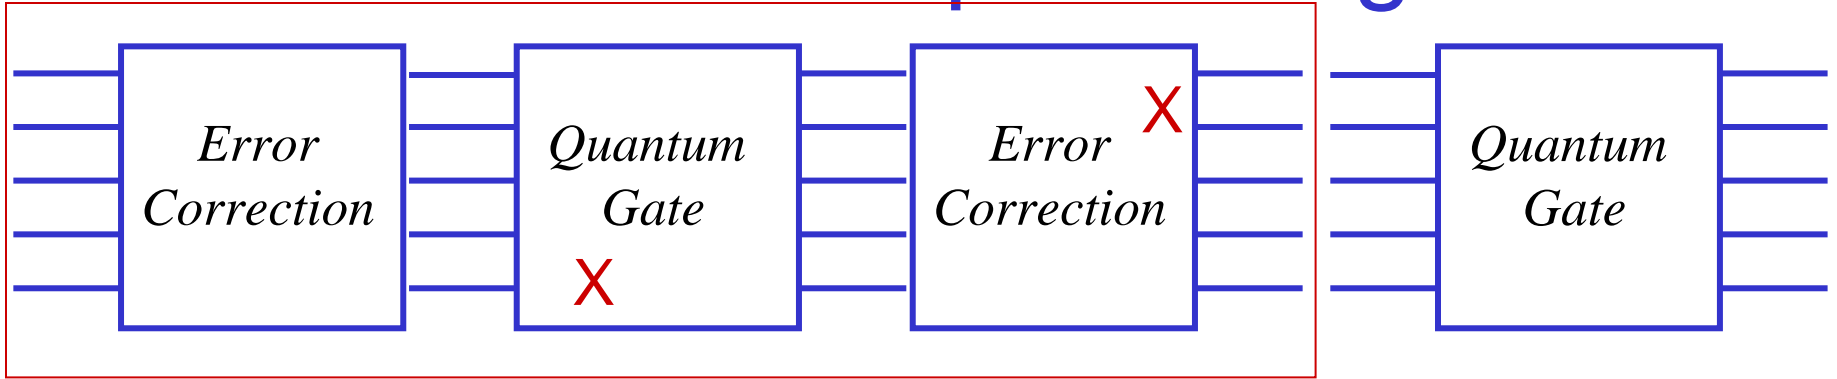 Error
Correction
Quantum
Gate
X
Error
Correction
X
Quantum
Gate